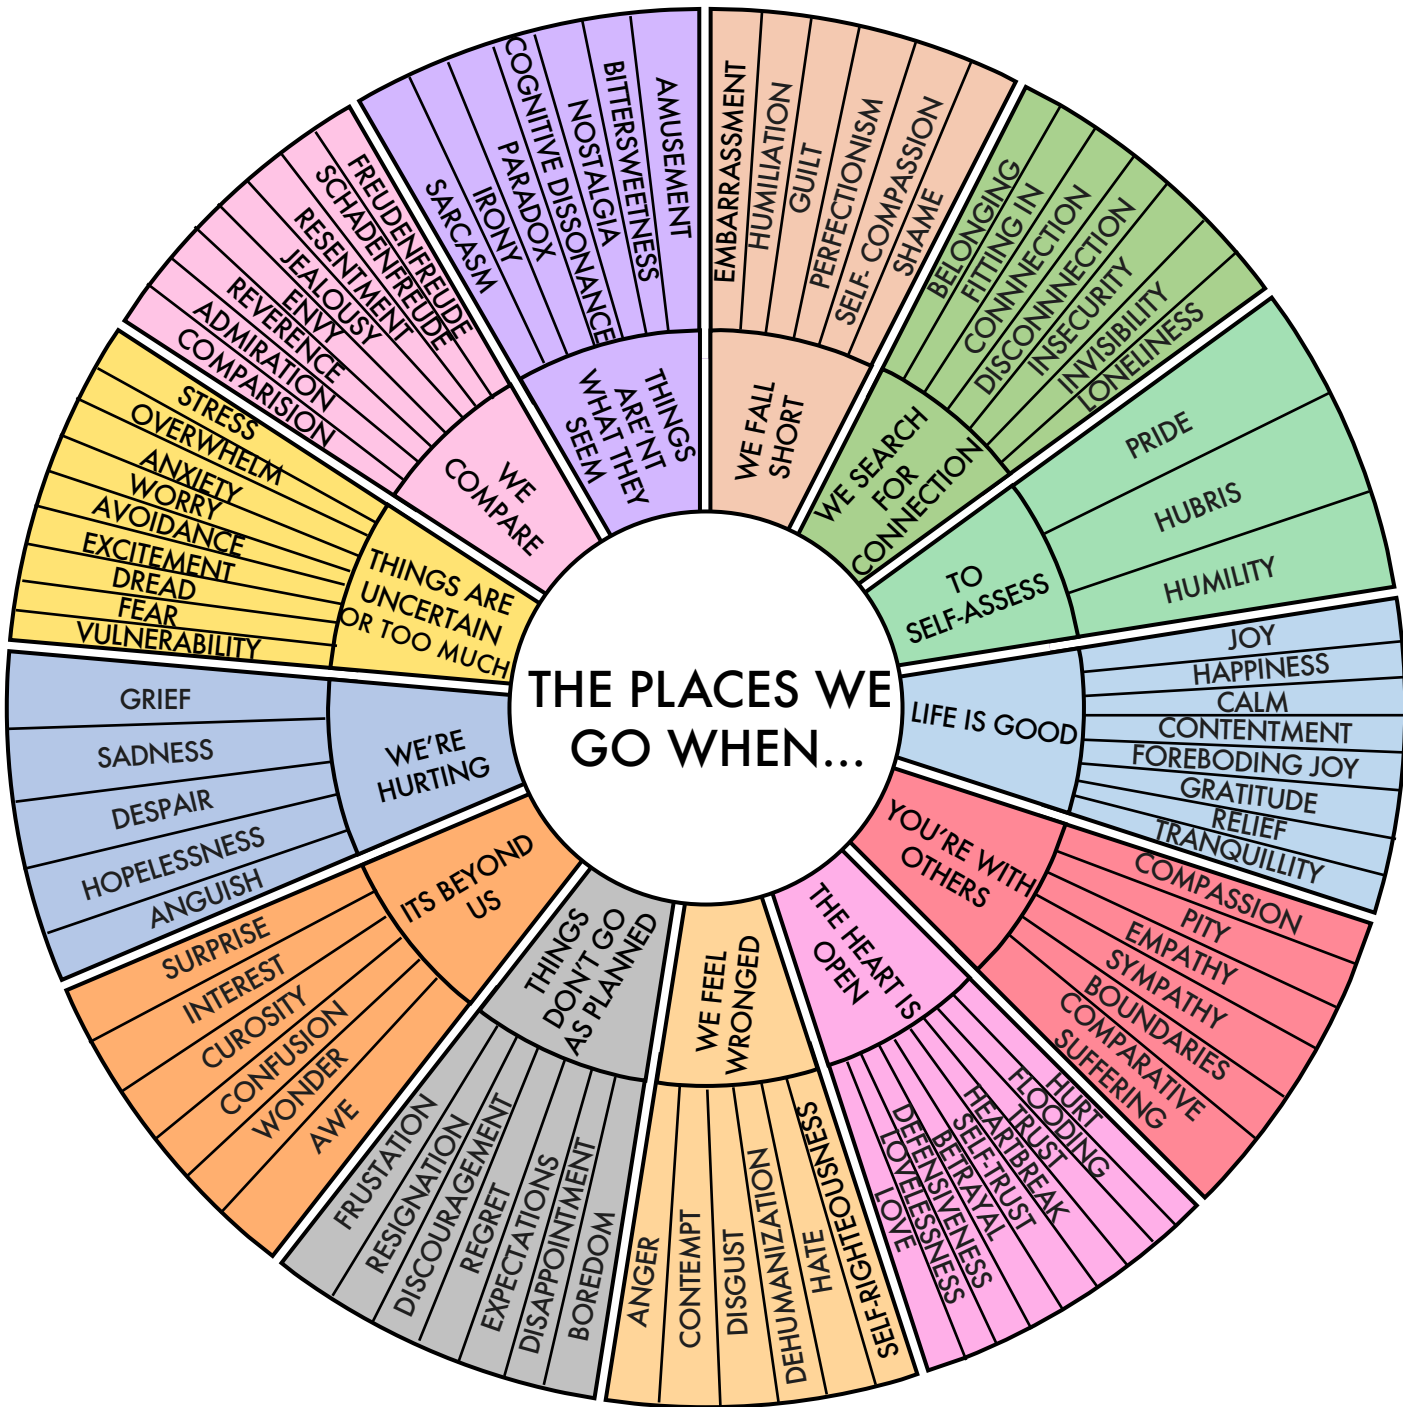 THE PLACES WE
GO WHEN...
WE FALL
SHORT
EMBARRASSMENT
HUMILIATION
GUILT
PERFECTIONISM
SELF- COMPASSION
SHAME
WE SEARCH
FOR
CONNECTION
BELONGING
FITTING IN
CONNNECTION
DISCONNNECTION
INSECURITY
INVISIBILITY
LONELINESS
TO
SELF-ASSESS
PRIDE
HUBRIS
HUMILITY
LIFE IS GOOD
JOY
HAPPINESS
CALM
CONTENTMENT
FOREBODING JOY
GRATITUDE
RELIEF
TRANQUILLITY
YOU'RE WITH
OTHERS
COMPASSION
PITY
EMPATHY
SYMPATHY
BOUNDARIES
COMPARATIVE
SUFFERING
THE HEART IS
OPEN
HURT
FLOODING
TRUST
HEARTBREAK
SELF-TRUST
BETRAYAL
DEFENSIVENESS
LOVELESSNESS
LOVE
WE FEEL
WRONGED
SELF-RIGHTEOUSNESS
HATE
DEHUMANIZATION
DISGUST
CONTEMPT
ANGER
THINGS
DON'T GO
AS PLANNED
BOREDOM
DISAPPOINTMENT
EXPECTATIONS
REGRET
DISCOURAGEMENT
RESIGNATION
FRUSTATION
ITS BEYOND
US
AWE
WONDER
CONFUSION
CUROSITY
INTEREST
SURPRISE
WE'RE
HURTING
ANGUISH
HOPELESSNESS
DESPAIR
SADNESS
GRIEF
THINGS ARE
UNCERTAIN
OR TOO MUCH
VULNERABILITY
FEAR
DREAD
EXCITEMENT
AVOIDANCE
WORRY
ANXIETY
OVERWHELM
STRESS
WE
COMPARE
COMPARISION
ADMIRATION
REVERENCE
ENVY
JEALOUSY
RESENTMENT
SCHADENFREUDE
FREUDENFREUDE
THINGS
ARE'NT
WHAT THEY
SEEM
SARCASM
IRONY
PARADOX
COGNITIVE DISSONANCE
NOSTALGIA
BITTERSWEETNESS
AMUSEMENT